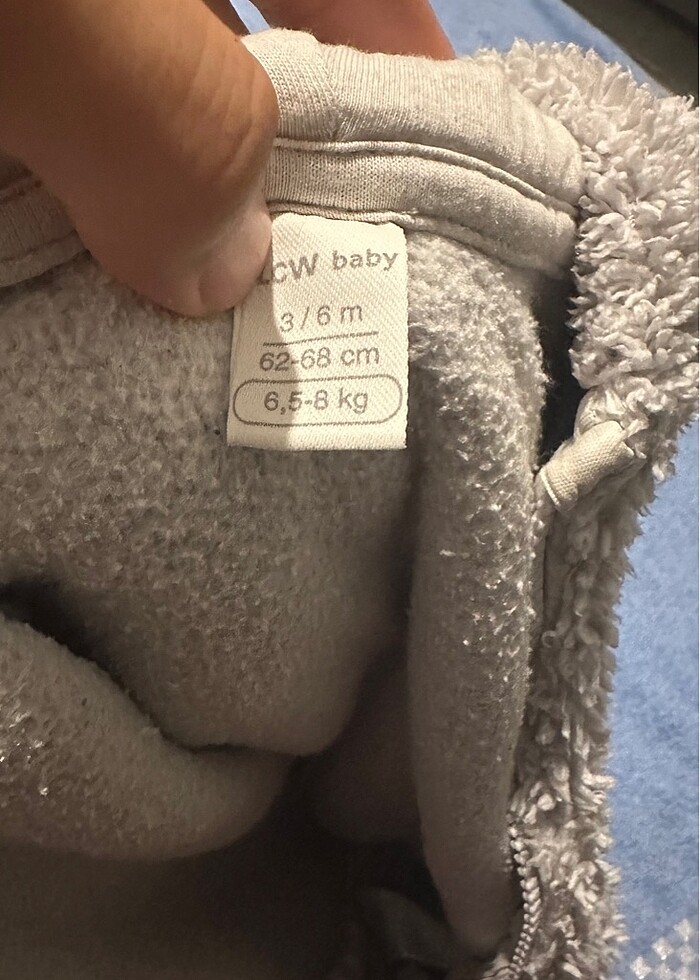 LCW baby
3/6 m
62-68 cm
6,5-8 kg